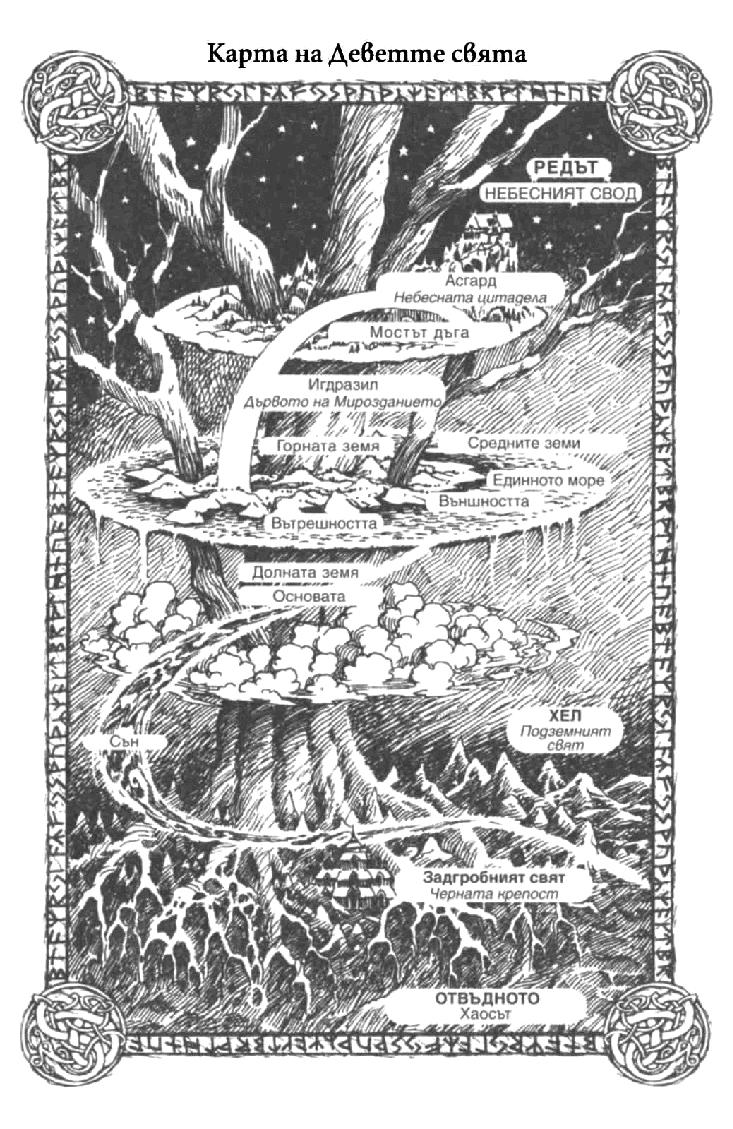 Карта на Деветте свята
РЕДЪТ
НЕБЕСНИЯТ СВОД
Асгард
Небесната цитадела
Мостът дъга
Игдразил
Дървото на Мирозданието
Горната земя
Средните земи
Единното море
Външността
Вътрешността
Долната земя
Основата
ХЕЛ
Подземният
свят
Сън
Задгробният свят
Черната крепост
ОТВЪДНОТО
Хаосът